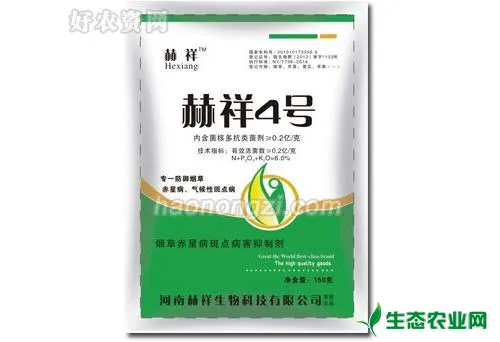 好农资网
赫祥™
Hexiang
赫祥4号
内含菌核多抗类菌剂≥0.2亿/克
技术指标: 有效活菌数≥0.2亿/克
N+P₂O₅+K₂O=6.0%
专一防御烟草
赤星病、气候性斑点病
haonongzi.com
烟草赤星病斑点病害抑制剂
Great the World first-class brand
The High quality goods
净含量: 160克
河南赫祥生物科技有限公司
生态农业网